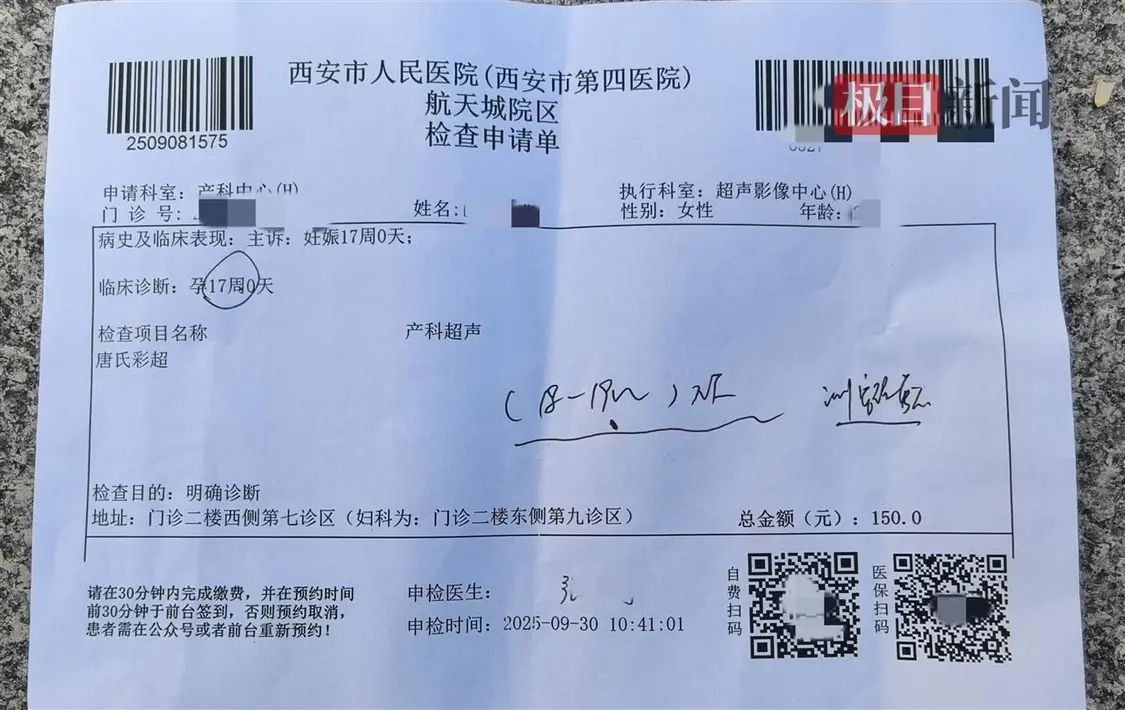 西安市人民医院(西安市第四医院)
航天城院区
检查申请单
2509081575
极目新闻
申请科室：产科中心(H)
执行科室：超声影像中心(H)
门诊号：
姓名：
性别：女性
年龄：
病史及临床表现：主诉：妊娠17周0天；
临床诊断：孕17周0天
检查项目名称
产科超声
唐氏彩超
检查目的：明确诊断
地址：门诊二楼西侧第七诊区（妇科为：门诊二楼东侧第九诊区）
总金额（元）：150.0
请在30分钟内完成缴费，并在预约时间
前30分钟于前台签到，否则预约取消，
患者需在公众号或者前台重新预约！
申检医生：
申检时间：2025-09-30 10:41:01
自费扫码
医保扫码